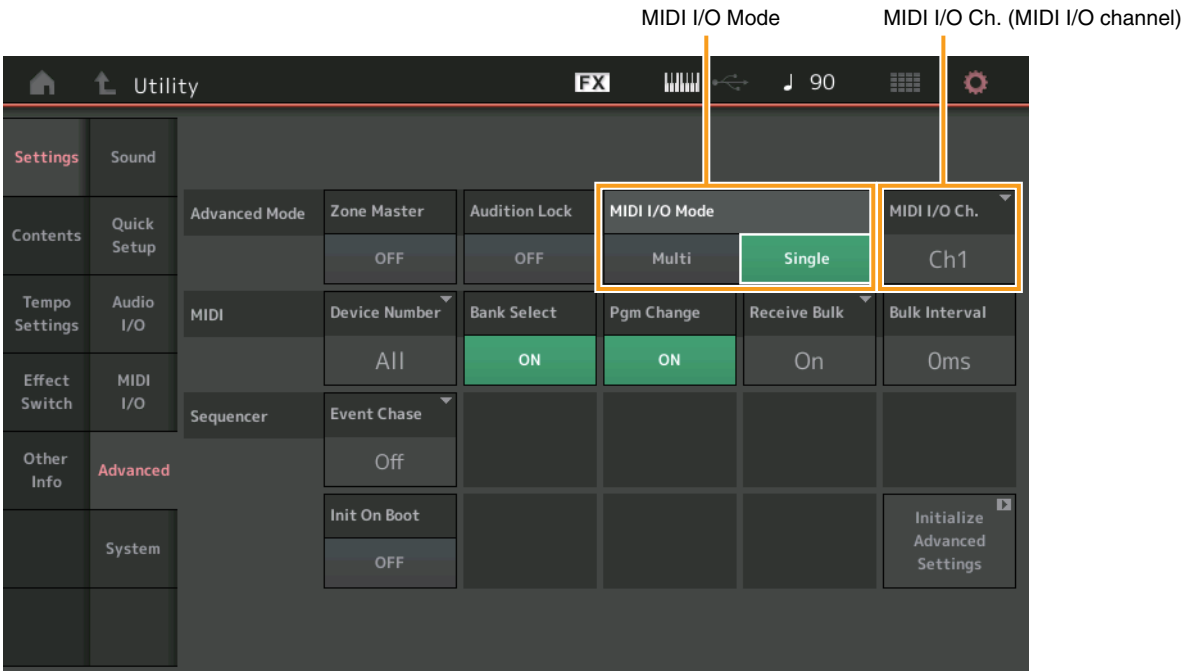 MIDI I/O Mode
MIDI I/O Ch. (MIDI I/O channel)
Utility
FX
♩ 90
Settings
Sound
Contents
Quick
Setup
Tempo
Settings
Audio
I/O
Effect
Switch
MIDI
I/O
Other
Info
Advanced
System
Advanced Mode
Zone Master
OFF
Audition Lock
OFF
MIDI I/O Mode
Multi
Single
MIDI I/O Ch.
Ch1
MIDI
Device Number
All
Bank Select
ON
Pgm Change
ON
Receive Bulk
On
Bulk Interval
0ms
Sequencer
Event Chase
Off
Init On Boot
OFF
Initialize
Advanced
Settings